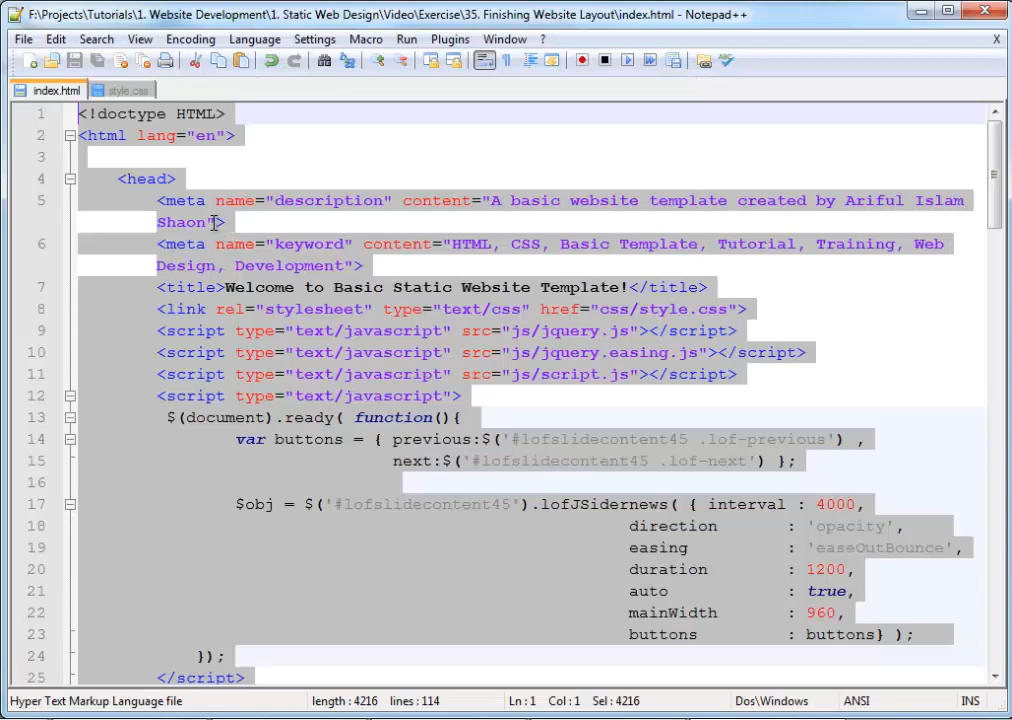 F:\Projects\Tutorials\1. Website Development\1. Static Web Design\Video\Exercise\35. Finishing Website Layout\index.html - Notepad++
File Edit Search View Encoding Language Settings Macro Run Plugins Window ? X
index.html style.css
1 <!doctype HTML>
2 <html lang="en">
3
4 <head>
5 <meta name="description" content="A basic website template created by Ariful Islam
Shaon">
6 <meta name="keyword" content="HTML, CSS, Basic Template, Tutorial, Training, Web
Design, Development">
7 <title>Welcome to Basic Static Website Template!</title>
8 <link rel="stylesheet" type="text/css" href="css/style.css">
9 <script type="text/javascript" src="js/jquery.js"></script>
10 <script type="text/javascript" src="js/jquery.easing.js"></script>
11 <script type="text/javascript" src="js/script.js"></script>
12 <script type="text/javascript">
13 $(document).ready( function(){
14 var buttons = { previous:$('#lofslidecontent45 .lof-previous') ,
15 next:$('#lofslidecontent45 .lof-next') };
16
17 $obj = $('#lofslidecontent45').lofJSidernews( { interval : 4000,
18 direction : 'opacity',
19 easing : 'easeOutBounce',
20 duration : 1200,
21 auto : true,
22 mainWidth : 960,
23 buttons : buttons} );
24 });
25 </script>
Hyper Text Markup Language file length : 4216 lines : 114 Ln : 1 Col : 1 Sel : 4216 Dos\Windows ANSI INS